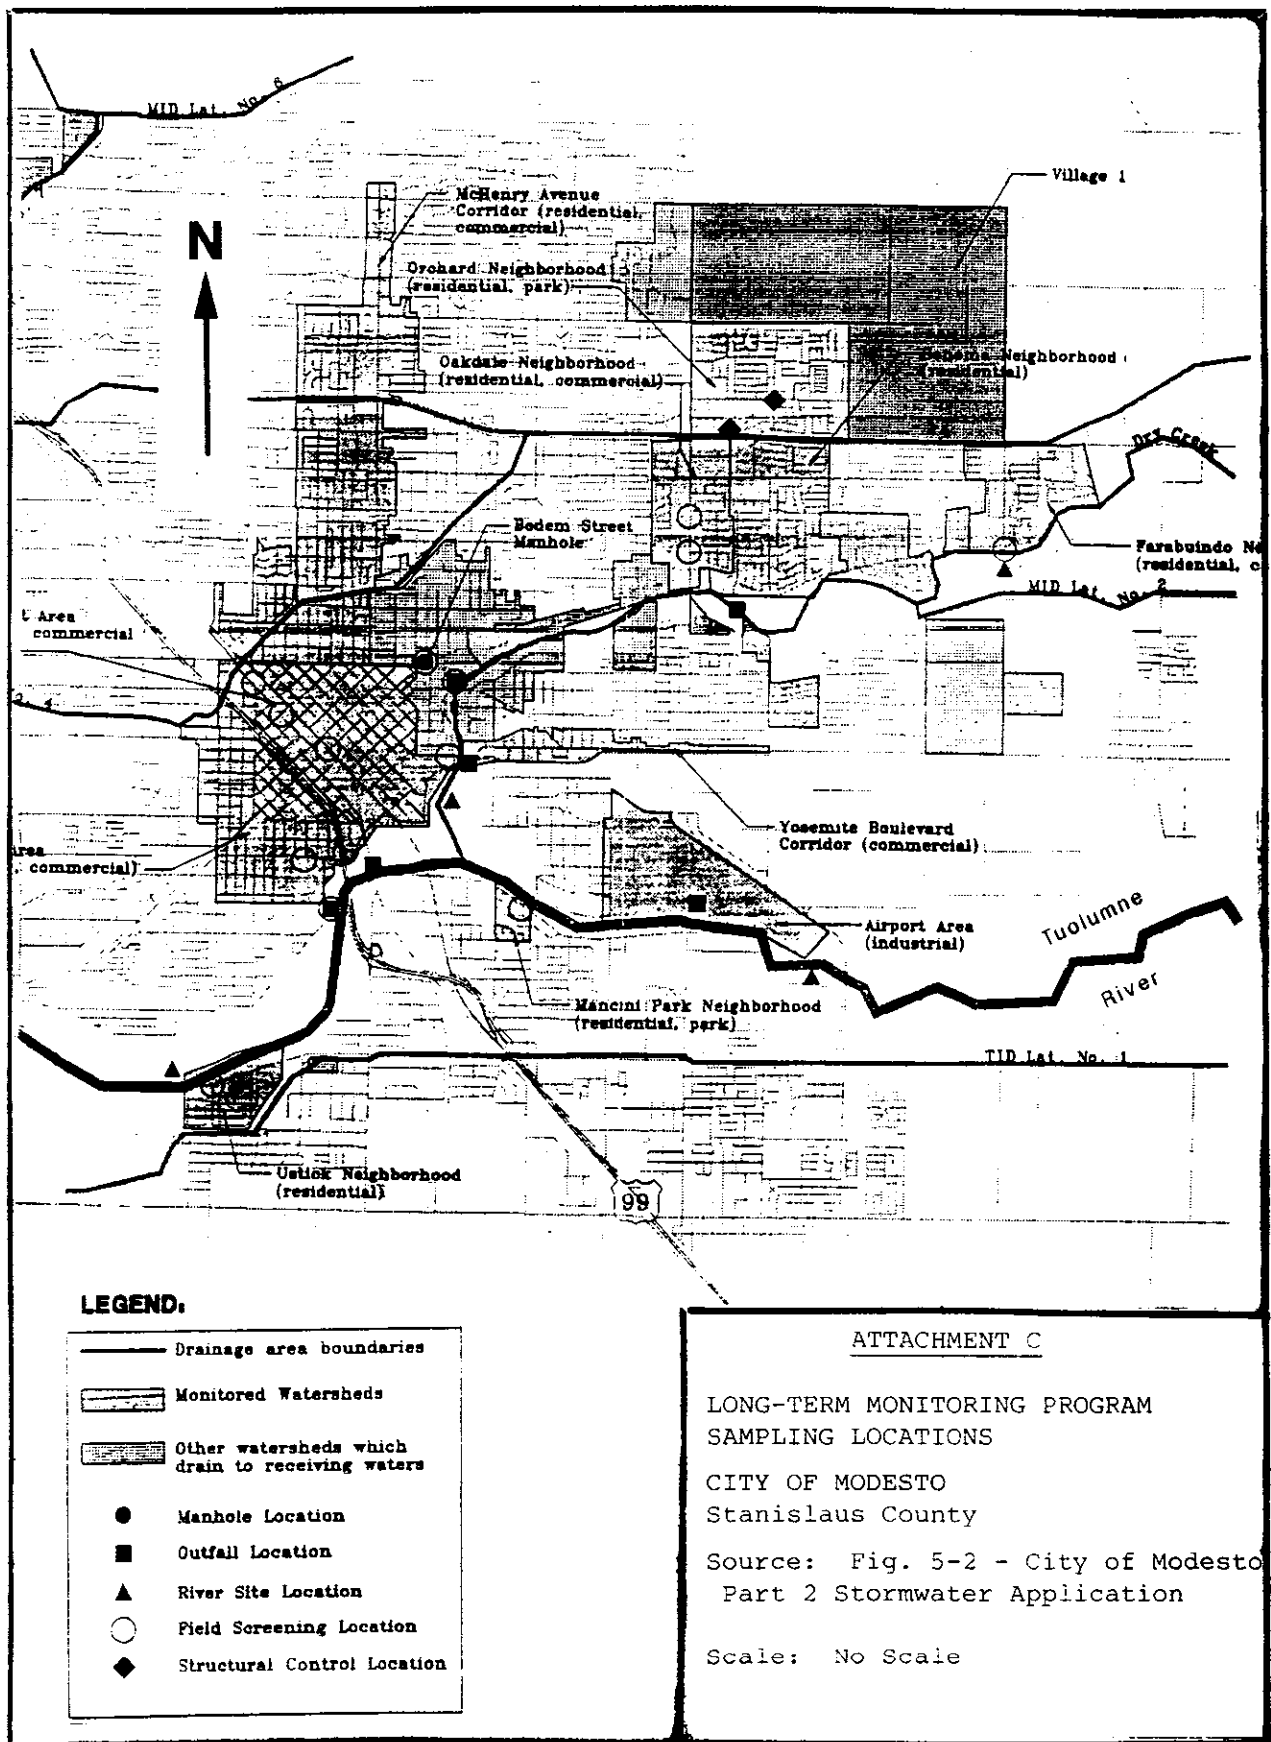 MID Lat. No. 6
Village 1
McHenry Avenue
Corridor (residential,
commercial)
N
Orchard Neighborhood
(residential, park)
Oakdale Neighborhood
(residential, commercial)
Neighborhood
(residential)
Dry Creek
Bodem Street
Manhole
Farabuindo Ne
(residential, c
MID Lat. No. 2
t Area
commercial
Yosemite Boulevard
Corridor (commercial)
area
, commercial)
Airport Area
(industrial)
Tuolumne
River
Mancini Park Neighborhood
(residential, park)
TID Lat. No. 1
Ustick Neighborhood
(residential)
99
LEGEND:
Drainage area boundaries
Monitored Watersheds
Other watersheds which
drain to receiving waters
Manhole Location
Outfall Location
River Site Location
Field Screening Location
Structural Control Location
ATTACHMENT C
LONG-TERM MONITORING PROGRAM
SAMPLING LOCATIONS
CITY OF MODESTO
Stanislaus County
Source: Fig. 5-2 - City of Modesto
Part 2 Stormwater Application
Scale: No Scale